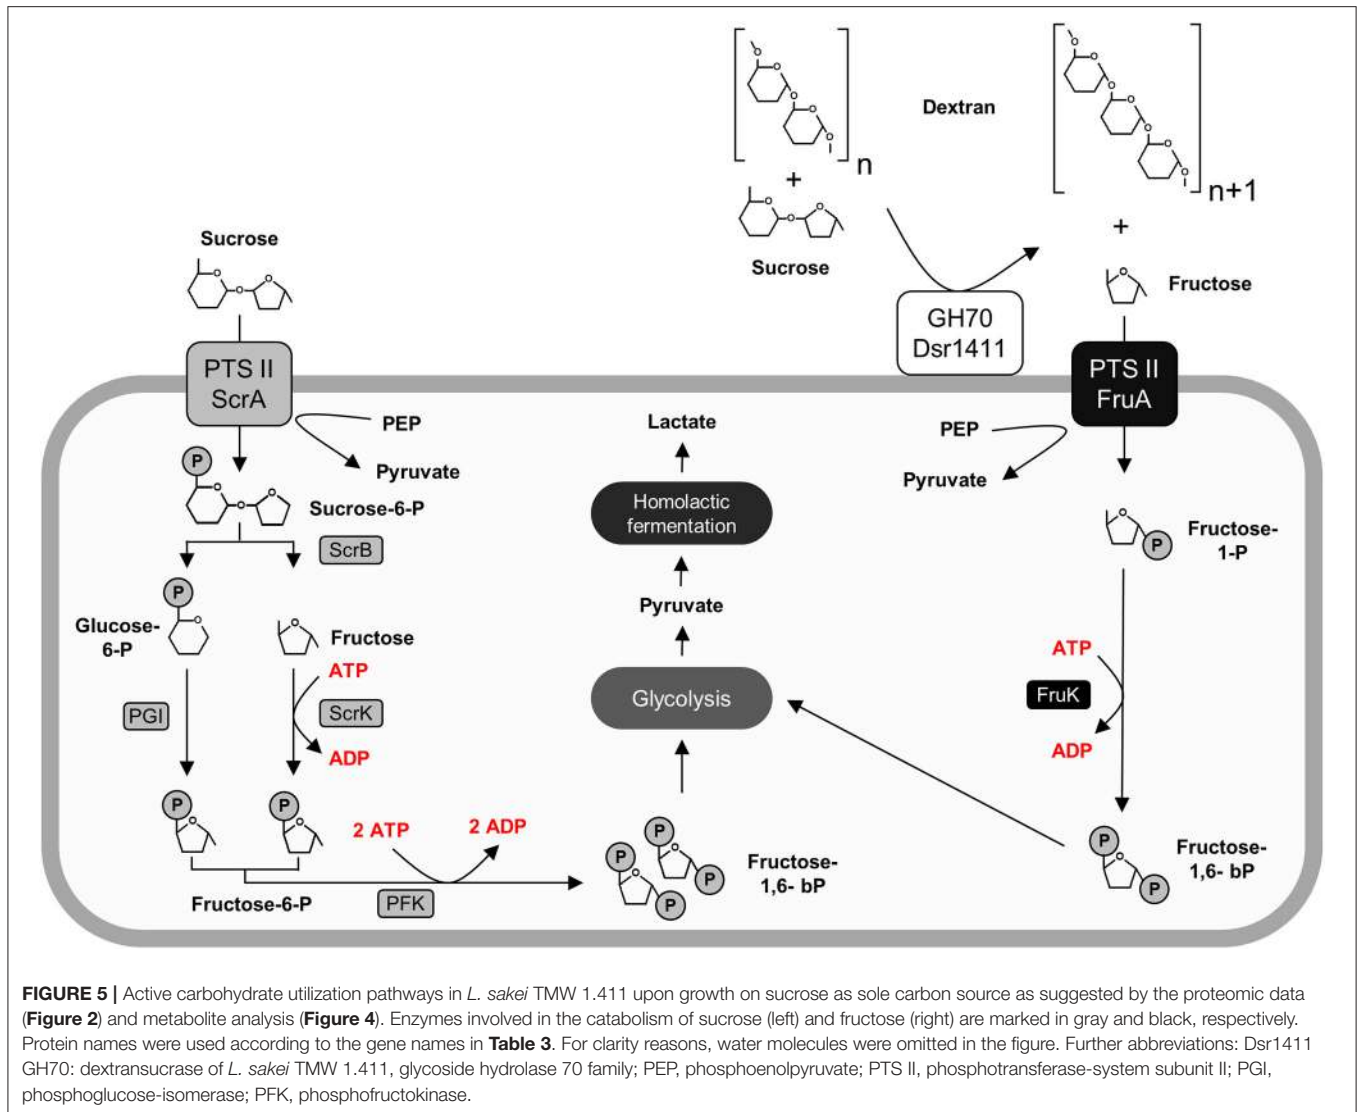 n
Dextran
n+1
+
+
Sucrose
Sucrose
Fructose
GH70
Dsr1411
PTS II
ScrA
PTS II
FruA
PEP
Pyruvate
Lactate
PEP
Pyruvate
P
Sucrose-6-P
Homolactic
fermentation
P
Fructose-
1-P
ScrB
P
Glucose-
6-P
Fructose
Pyruvate
ATP
ATP
PGI
ScrK
Glycolysis
FruK
ADP
ADP
P
P
2 ATP
2 ADP
P
P
P
P
Fructose-
1,6- bP
P
P
Fructose-
1,6- bP
Fructose-6-P
PFK
FIGURE 5 | Active carbohydrate utilization pathways in L. sakei TMW 1.411 upon growth on sucrose as sole carbon source as suggested by the proteomic data
(Figure 2) and metabolite analysis (Figure 4). Enzymes involved in the catabolism of sucrose (left) and fructose (right) are marked in gray and black, respectively.
Protein names were used according to the gene names in Table 3. For clarity reasons, water molecules were omitted in the figure. Further abbreviations: Dsr1411
GH70: dextransucrase of L. sakei TMW 1.411, glycoside hydrolase 70 family; PEP, phosphoenolpyruvate; PTS II, phosphotransferase-system subunit II; PGI,
phosphoglucose-isomerase; PFK, phosphofructokinase.